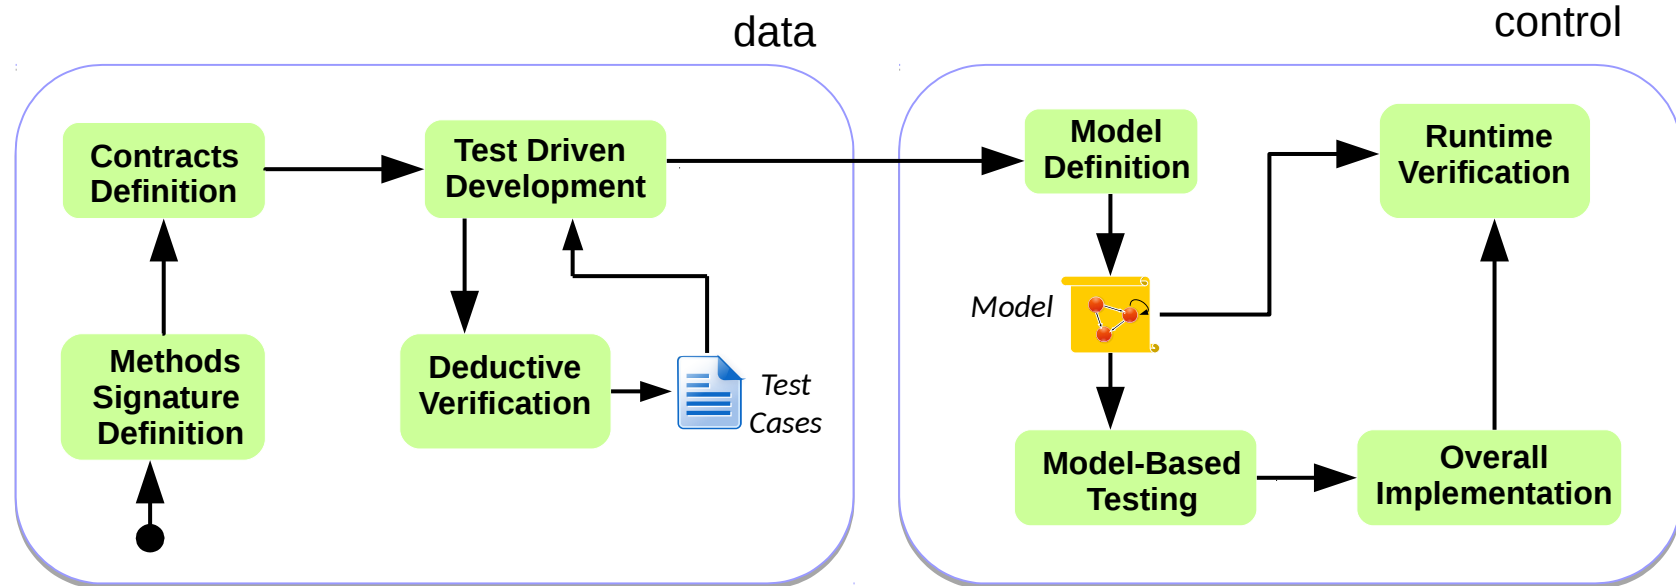 data
control
Contracts
Definition
Test Driven
Development
Model
Definition
Runtime
Verification
Model
Methods
Signature
Definition
Deductive
Verification
Test
Cases
Model-Based
Testing
Overall
Implementation